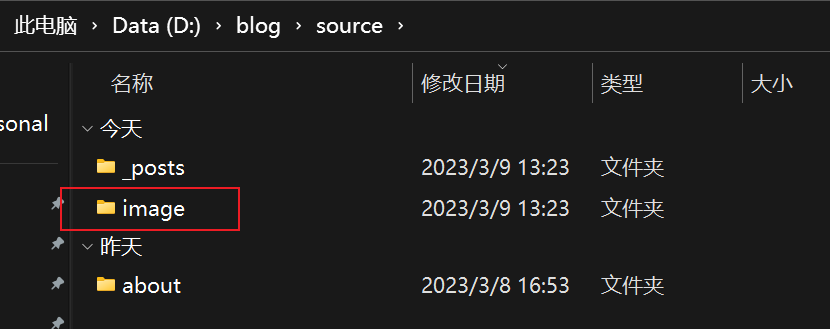 此电脑 › Data (D:) › blog › source ›
名称 修改日期 类型 大小
sonal
今天
_posts 2023/3/9 13:23 文件夹
image 2023/3/9 13:23 文件夹
昨天
about 2023/3/8 16:53 文件夹